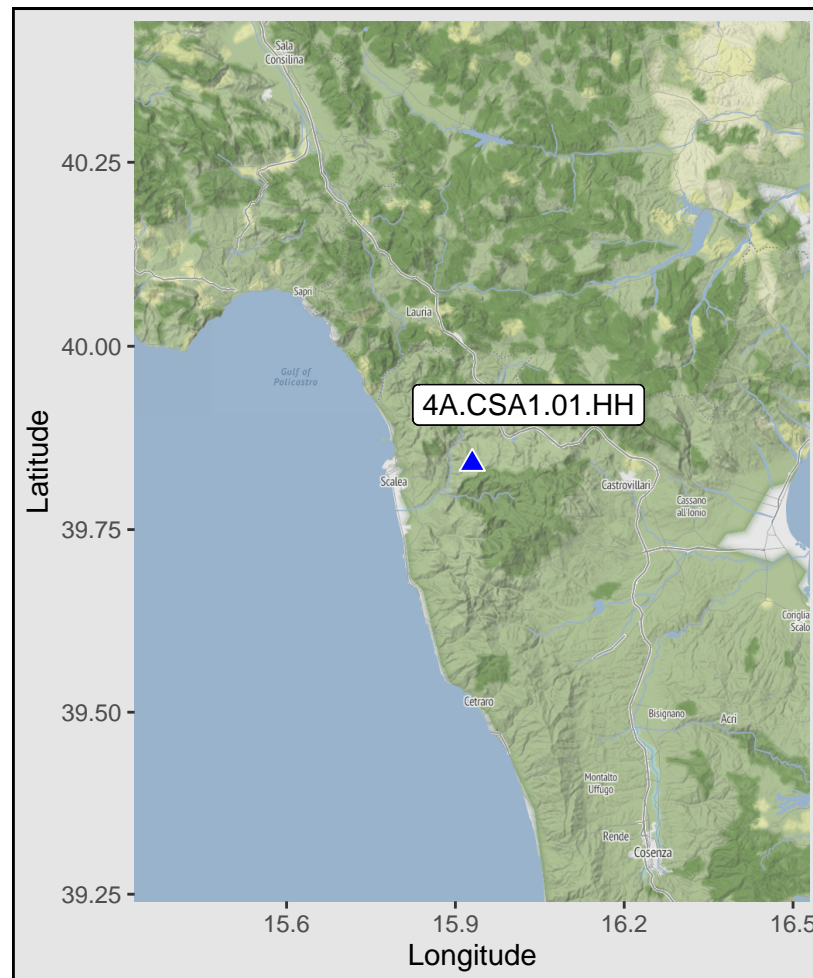 Sala
Consilina
40.25
Sapri
Lauria
40.00
Gulf of
Policastro
4A.CSA1.01.HH
Latitude
Scalea
Castrovillari
Cassano
all'Ionio
39.75
Coriglia
Scalo
39.50
Cetraro
Bisignano
Acri
Montalto
Uffugo
Rende
Cosenza
39.25
15.6
15.9
16.2
16.5
Longitude